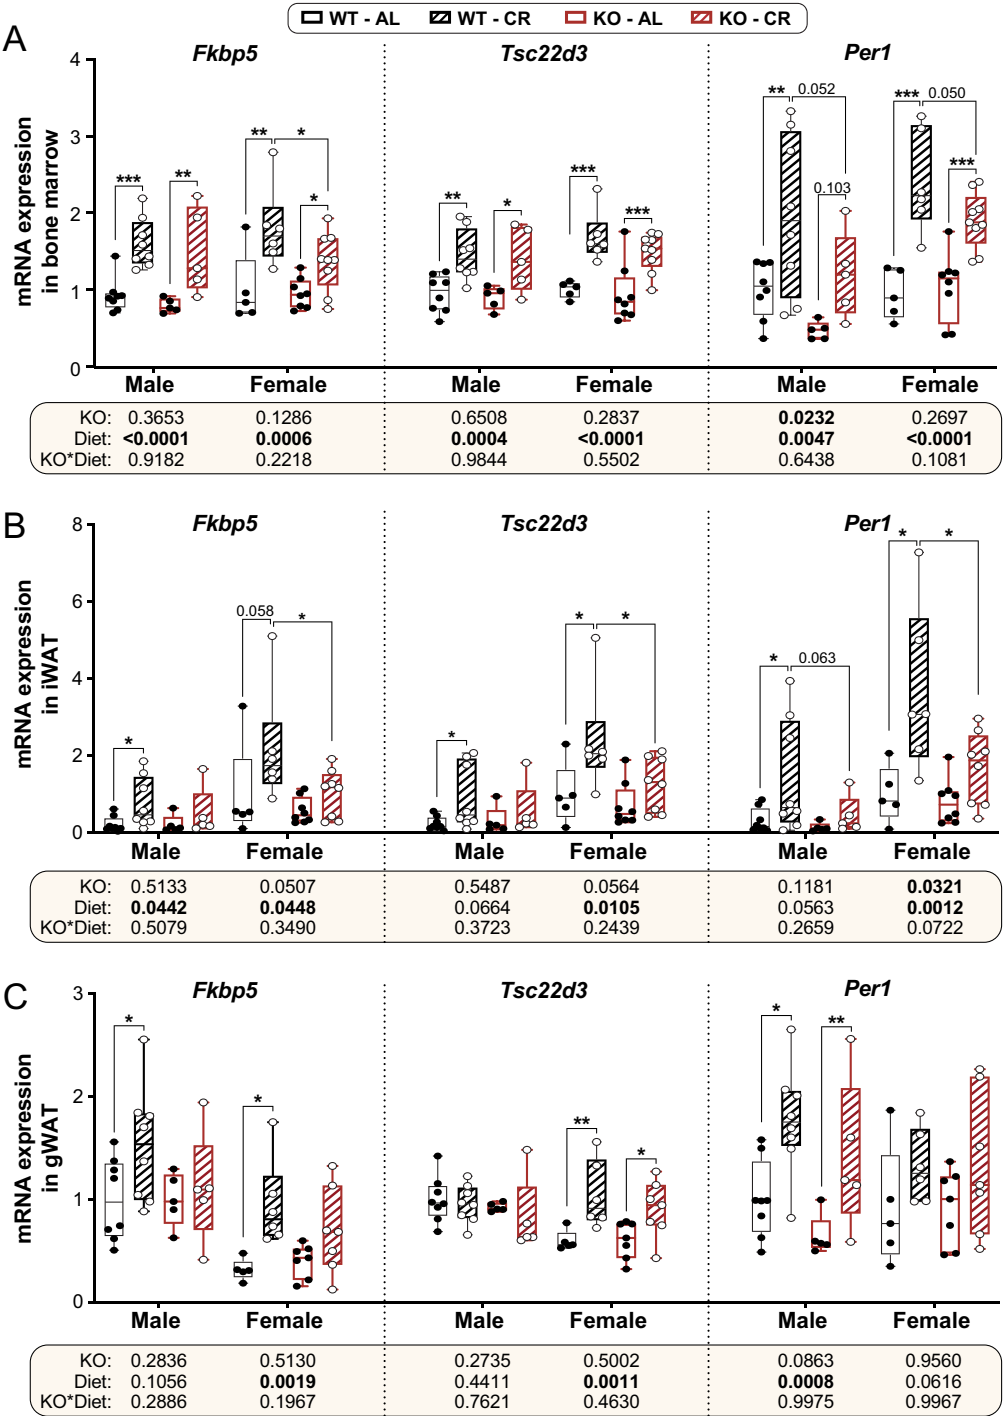 WT - AL WT - CR KO - AL KO - CR
A
Fkbp5 Tsc22d3 Per1
mRNA expression
in bone marrow
4
3
2
1
0
*** ** ** * * ** * *** *** ** 0.052 0.103 *** 0.050 ***
Male Female Male Female Male Female
KO: 0.3653 0.1286 0.6508 0.2837 0.0232 0.2697
Diet: <0.0001 0.0006 0.0004 <0.0001 0.0047 <0.0001
KO*Diet: 0.9182 0.2218 0.9844 0.5502 0.6438 0.1081
B
Fkbp5 Tsc22d3 Per1
mRNA expression
in iWAT
8
6
4
2
0
* 0.058 * * * * * 0.063 * *
Male Female Male Female Male Female
KO: 0.5133 0.0507 0.5487 0.0564 0.1181 0.0321
Diet: 0.0442 0.0448 0.0664 0.0105 0.0563 0.0012
KO*Diet: 0.5079 0.3490 0.3723 0.2439 0.2659 0.0722
C
Fkbp5 Tsc22d3 Per1
mRNA expression
in gWAT
3
2
1
0
* * ** * * **
Male Female Male Female Male Female
KO: 0.2836 0.5130 0.2735 0.5002 0.0863 0.9560
Diet: 0.1056 0.0019 0.4411 0.0011 0.0008 0.0616
KO*Diet: 0.2886 0.1967 0.7621 0.4630 0.9975 0.9967